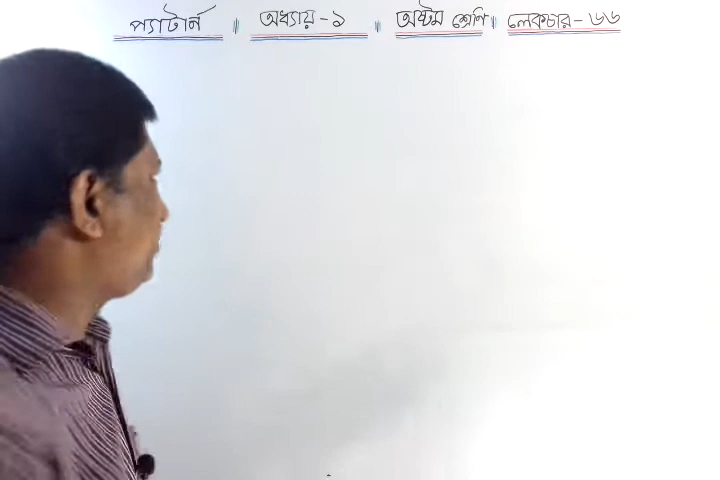 প্যাটার্ন । অধ্যায় - ১ । অষ্টম শ্রেণি । লেকচার - ৬৬